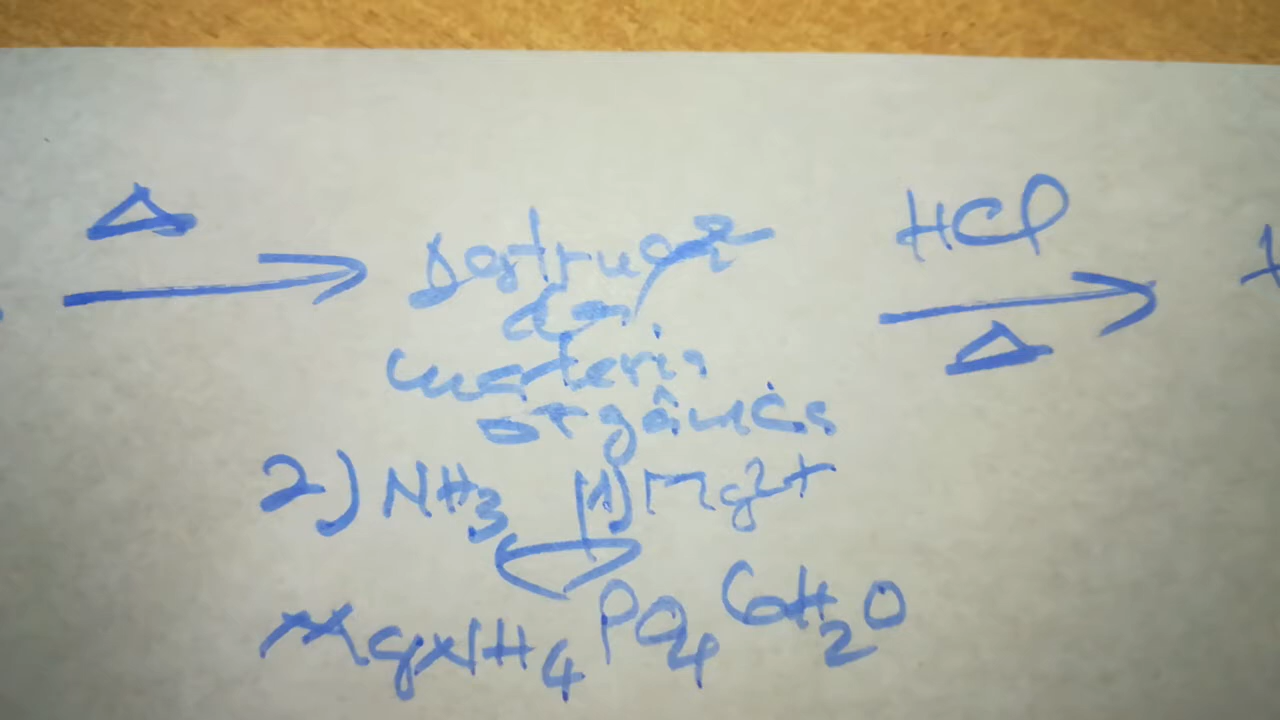 Δ HCl
Destruição
da
Δ
matéria
orgânica
2) NH3 1) Mg2+
MgNH4PO4 6H2O